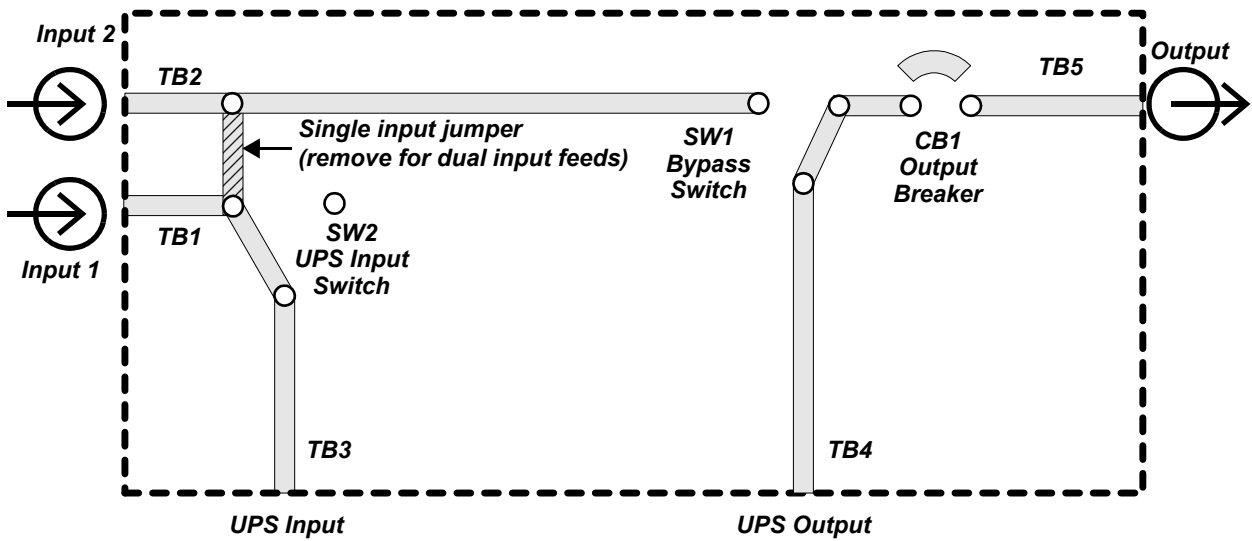 Input 2
TB2
Single input jumper
(remove for dual input feeds)
TB1
Input 1
SW2
UPS Input
Switch
SW1
Bypass
Switch
CB1
Output
Breaker
TB5
Output
TB3
TB4
UPS Input
UPS Output